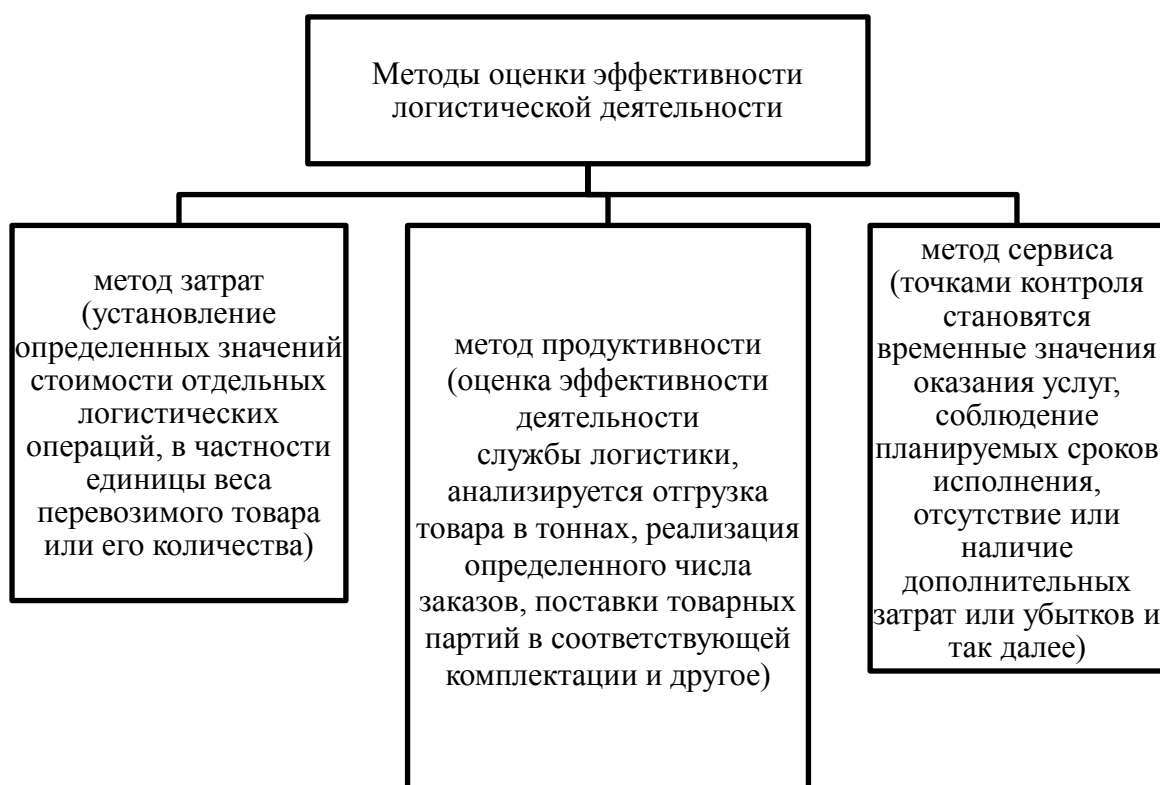 Методы оценки эффективности
логистической деятельности
метод затрат
(установление
определенных значений
стоимости отдельных
логистических
операций, в частности
единицы веса
перевозимого товара
или его количества)
метод продуктивности
(оценка эффективности
деятельности
службы логистики,
анализируется отгрузка
товара в тоннах, реализация
определенного числа
заказов, поставки товарных
партий в соответствующей
комплектации и другое)
метод сервиса
(точками контроля
становятся
временные значения
оказания услуг,
соблюдение
планируемых сроков
исполнения,
отсутствие или
наличие
дополнительных
затрат или убытков и
так далее)